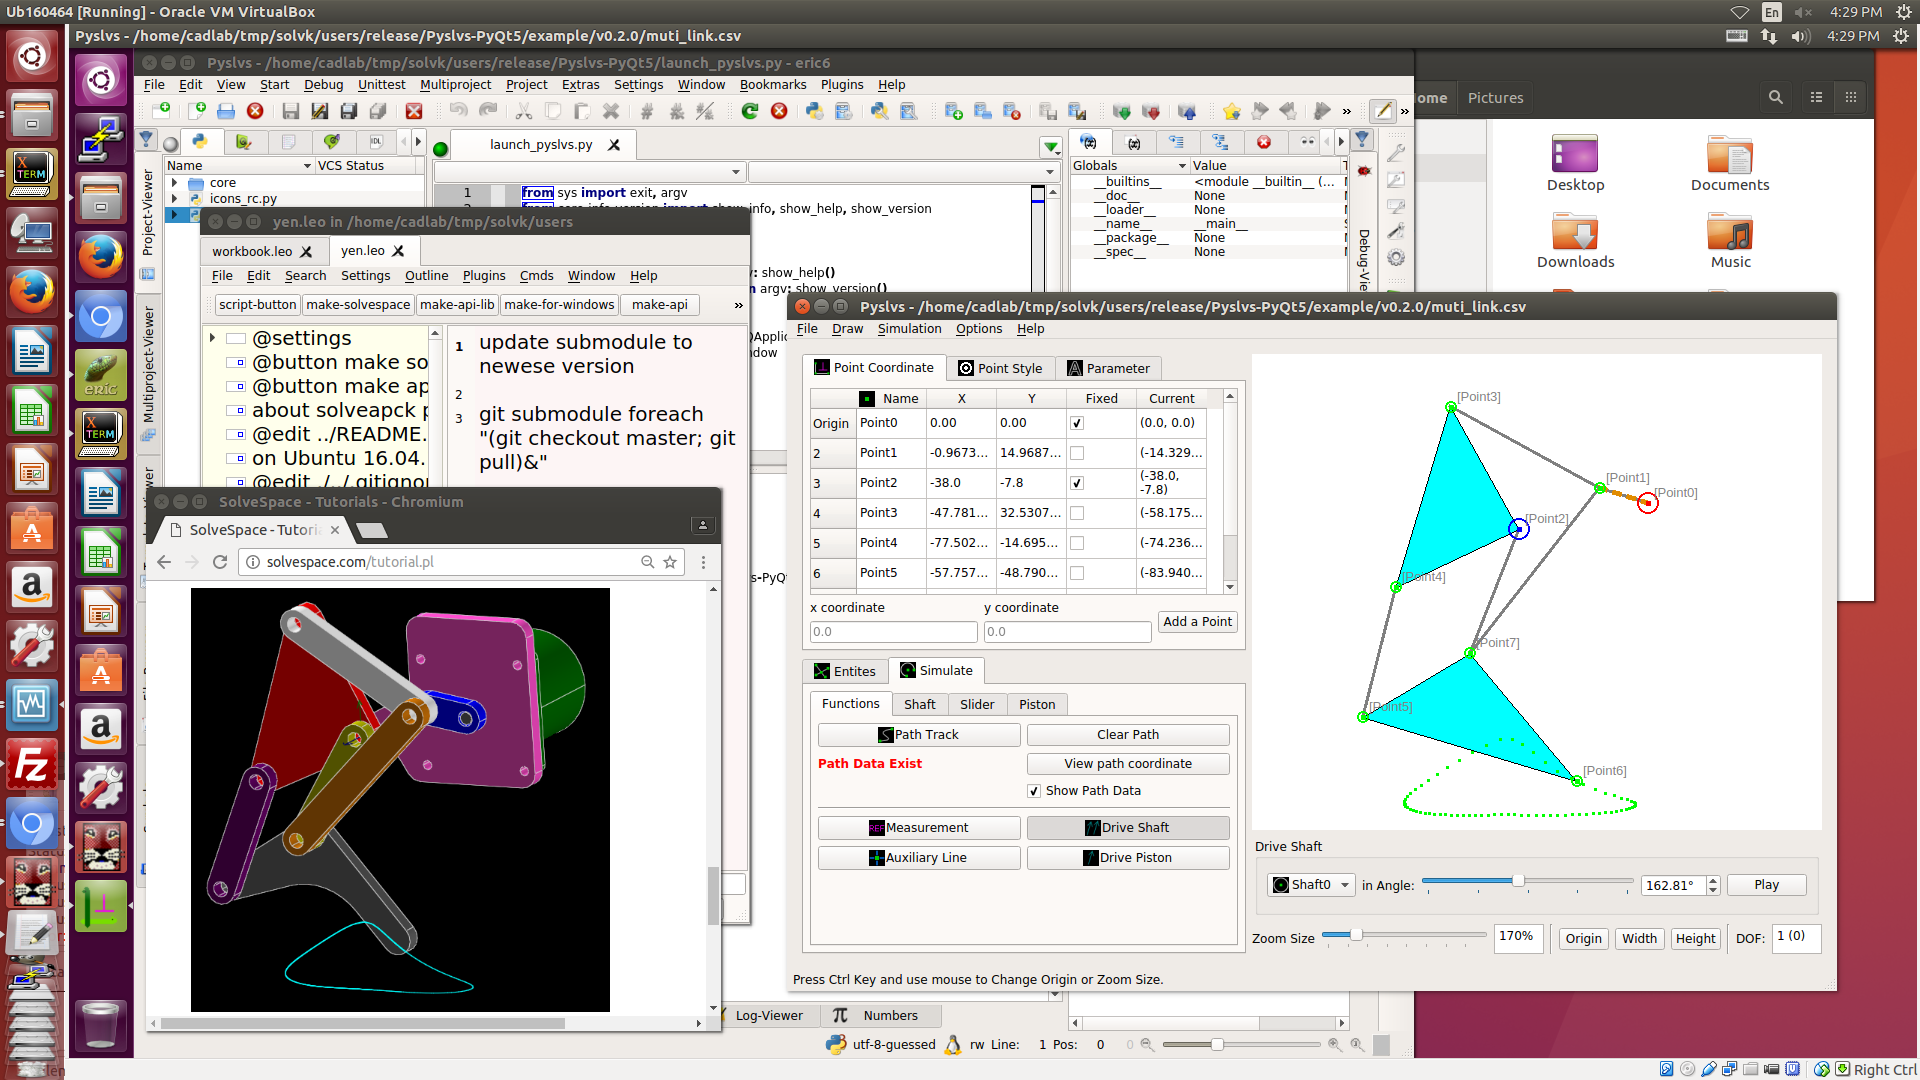 Ub160464 [Running] - Oracle VM VirtualBox
En
4:29 PM
Pyslvs - /home/cadlab/tmp/solvk/users/release/Pyslvs-PyQt5/example/v0.2.0/muti_link.csv
4:29 PM
Pyslvs - /home/cadlab/tmp/solvk/users/release/Pyslvs-PyQt5/launch_pyslvs.py - eric6
File Edit View Start Debug Unittest Multiproject Project Extras Settings Window Bookmarks Plugins Help
Pictures
launch_pyslvs.py
Name VCS Status
core
icons_rc.py
Project-Viewer
Multiproject-Viewer
1 from sys import exit, argv
2
show_help()
Globals Value
__builtins__ <module __builtin__ (...
__doc__ None
__loader__ None
__name__ __main__
__package__ None
__spec__ None
Desktop
Documents
Downloads
Music
yen.leo in /home/cadlab/tmp/solvk/users
workbook.leo yen.leo
File Edit Search Settings Outline Plugins Cmds Window Help
script-button make-solvespace make-api-lib make-for-windows make-api
@settings
@button make so
@button make ap
about solveapck p
@edit ../README.
on Ubuntu 16.04.
@edit ./../.gitignor
1 update submodule to
newese version
2
3 git submodule foreach
"(git checkout master; git
pull)&"
SolveSpace - Tutorials - Chromium
SolveSpace - Tutoria
solvespace.com/tutorial.pl
Pyslvs - /home/cadlab/tmp/solvk/users/release/Pyslvs-PyQt5/example/v0.2.0/muti_link.csv
File Draw Simulation Options Help
Point Coordinate Point Style Parameter
Name X Y Fixed Current
Origin Point0 0.00 0.00 (0.0, 0.0)
2 Point1 -0.9673... 14.9687... (-14.329...
3 Point2 -38.0 -7.8 (-38.0, -7.8)
4 Point3 -47.781... 32.5307... (-58.175...
5 Point4 -77.502... -14.695... (-74.236...
6 Point5 -57.757... -48.790... (-83.940...
x coordinate y coordinate
0.0 0.0 Add a Point
Entites Simulate
Functions Shaft Slider Piston
Path Track Clear Path
Path Data Exist View path coordinate
Show Path Data
Measurement Drive Shaft
Auxiliary Line Drive Piston
[Point3]
[Point1]
[Point0]
[Point2]
[Point4]
[Point7]
[Point5]
[Point6]
Drive Shaft
Shaft0 in Angle: 162.81° Play
Zoom Size 170% Origin Width Height DOF: 1 (0)
Press Ctrl Key and use mouse to Change Origin or Zoom Size.
Log-Viewer Numbers
utf-8-guessed rw Line: 1 Pos: 0 0
Right Ctrl